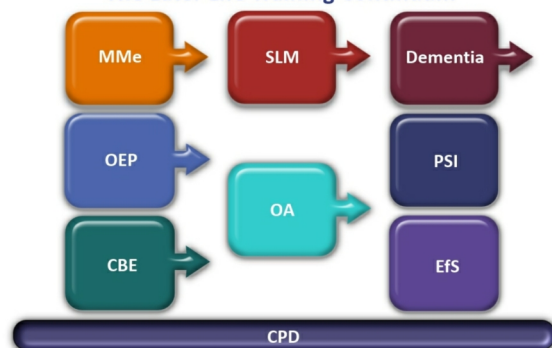 MMe
SLM
Dementia
OEP
PSI
OA
CBE
EfS
CPD